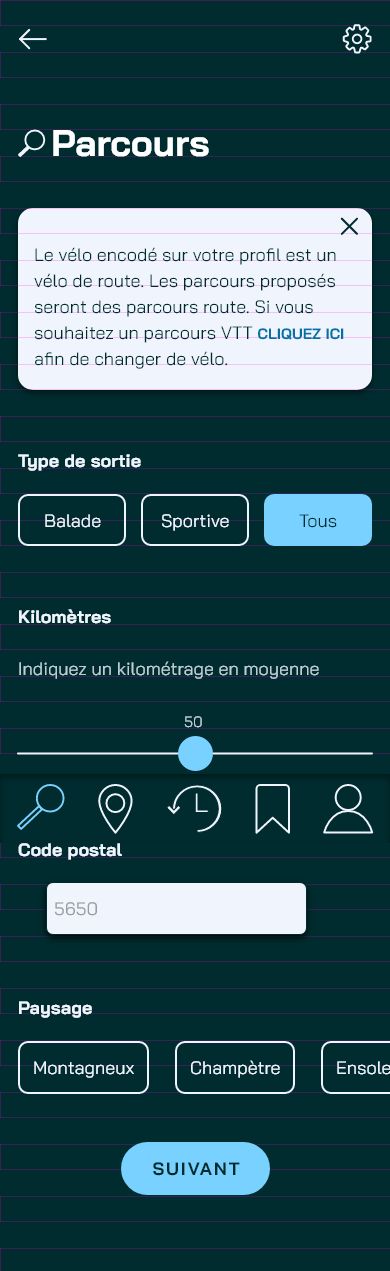 Parcours
Le vélo encodé sur votre profil est un
vélo de route. Les parcours proposés
seront des parcours route. Si vous
souhaitez un parcours VTT CLIQUEZ ICI
afin de changer de vélo.
Type de sortie
Balade Sportive Tous
Kilomètres
Indiquez un kilométrage en moyenne
50
Code postal
5650
Paysage
Montagneux Champètre Ensole
SUIVANT